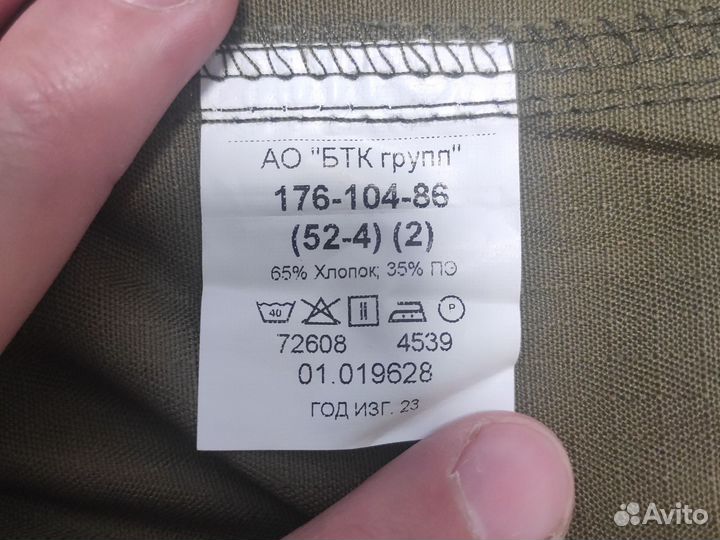 АО "БТК групп"
176-104-86
(52-4) (2)
65% Хлопок; 35% ПЭ
40 P
72608 4539
01.019628
ГОД ИЗГ. 23
Avito